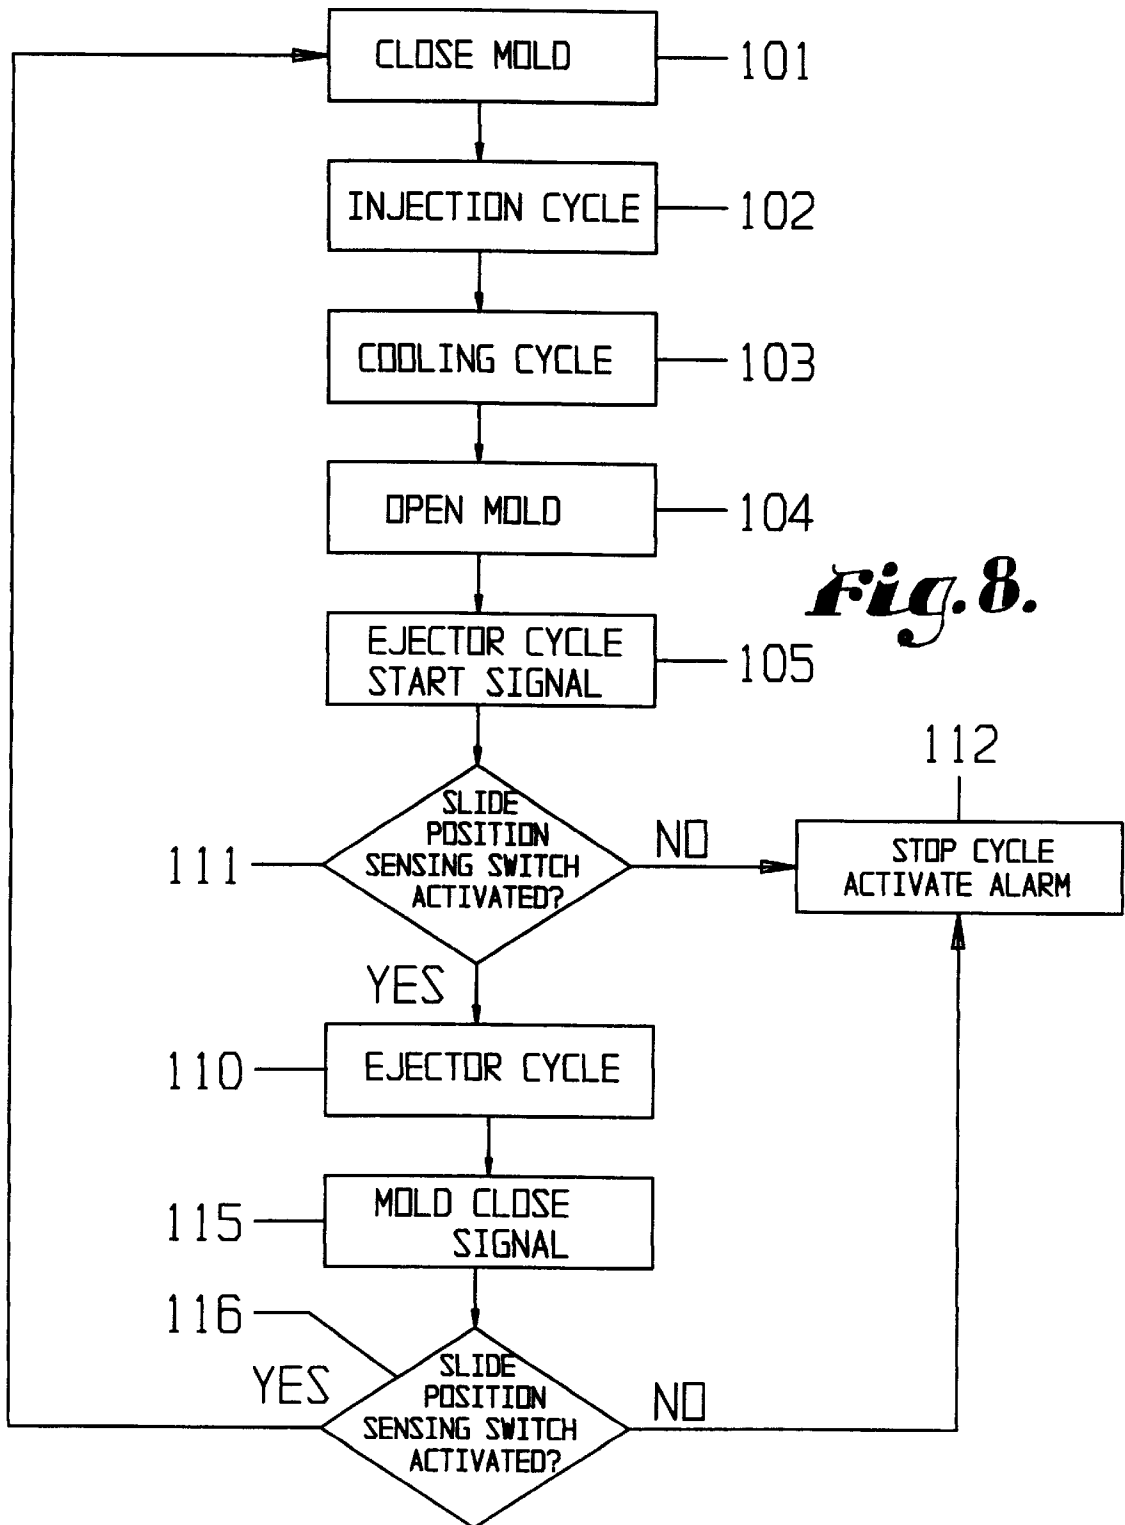 CLOSE MOLD
101
INJECTION CYCLE
102
COOLING CYCLE
103
OPEN MOLD
104
Fig. 8.
EJECTOR CYCLE
START SIGNAL
105
112
SLIDE
POSITION
SENSING SWITCH
ACTIVATED?
111
NO
STOP CYCLE
ACTIVATE ALARM
YES
110
EJECTOR CYCLE
115
MOLD CLOSE
SIGNAL
116
YES
SLIDE
POSITION
SENSING SWITCH
ACTIVATED?
NO